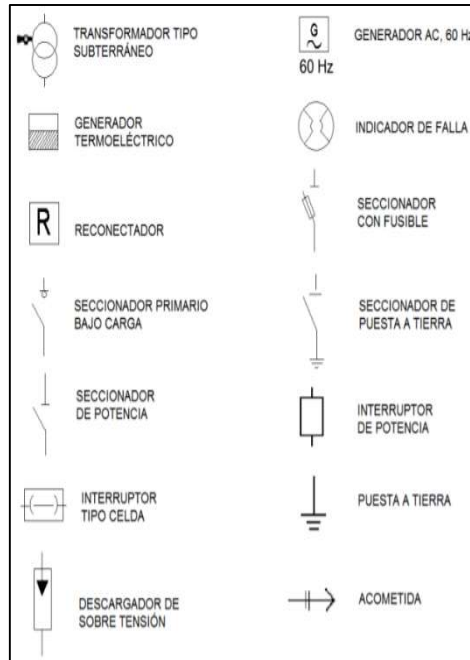 TRANSFORMADOR TIPO
SUBTERRÁNEO
GENERADOR
TERMOELÉCTRICO
R
RECONECTADOR
SECCIONADOR PRIMARIO
BAJO CARGA
SECCIONADOR
DE POTENCIA
INTERRUPTOR
TIPO CELDA
DESCARGADOR DE
SOBRE TENSIÓN
G
60 Hz
GENERADOR AC, 60 Hz
INDICADOR DE FALLA
SECCIONADOR
CON FUSIBLE
SECCIONADOR DE
PUESTA A TIERRA
INTERRUPTOR
DE POTENCIA
PUESTA A TIERRA
ACOMETIDA